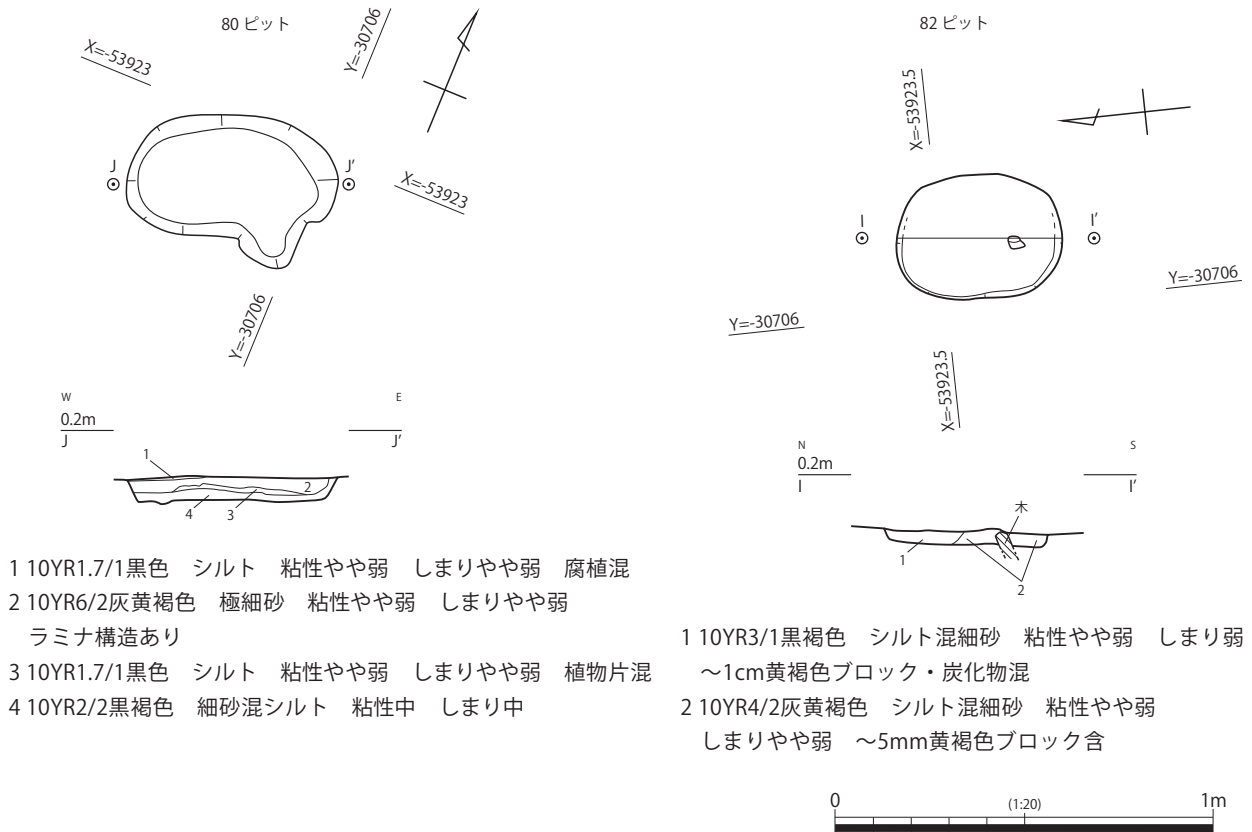 80 ピット
X=-53923
Y=-30706
J
J′
X=-53923
Y=-30706
W
E
0.2m
J
J′
1
2
4
3
1 10YR1.7/1黒色　シルト　粘性やや弱　しまりやや弱　腐植混
2 10YR6/2灰黄褐色　極細砂　粘性やや弱　しまりやや弱
ラミナ構造あり
3 10YR1.7/1黒色　シルト　粘性やや弱　しまりやや弱　植物片混
4 10YR2/2黒褐色　細砂混シルト　粘性中　しまり中
82 ピット
X=-53923.5
I
I′
Y=-30706
Y=-30706
X=-53923.5
N
S
0.2m
I
I′
木
1
2
1 10YR3/1黒褐色　シルト混細砂　粘性やや弱　しまり弱
～1cm黄褐色ブロック・炭化物混
2 10YR4/2灰黄褐色　シルト混細砂　粘性やや弱
しまりやや弱　～5mm黄褐色ブロック含
0
(1:20)
1m